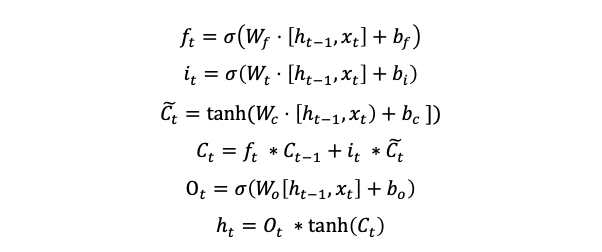 f_t = σ(W_f · [h_{t−1}, x_t] + b_f)
i_t = σ(W_t · [h_{t−1}, x_t] + b_i)
C̃_t = tanh(W_c · [h_{t−1}, x_t) + b_c ])
C_t = f_t * C_{t−1} + i_t * C̃_t
O_t = σ(W_o[h_{t−1}, x_t] + b_o)
h_t = O_t * tanh(C_t)